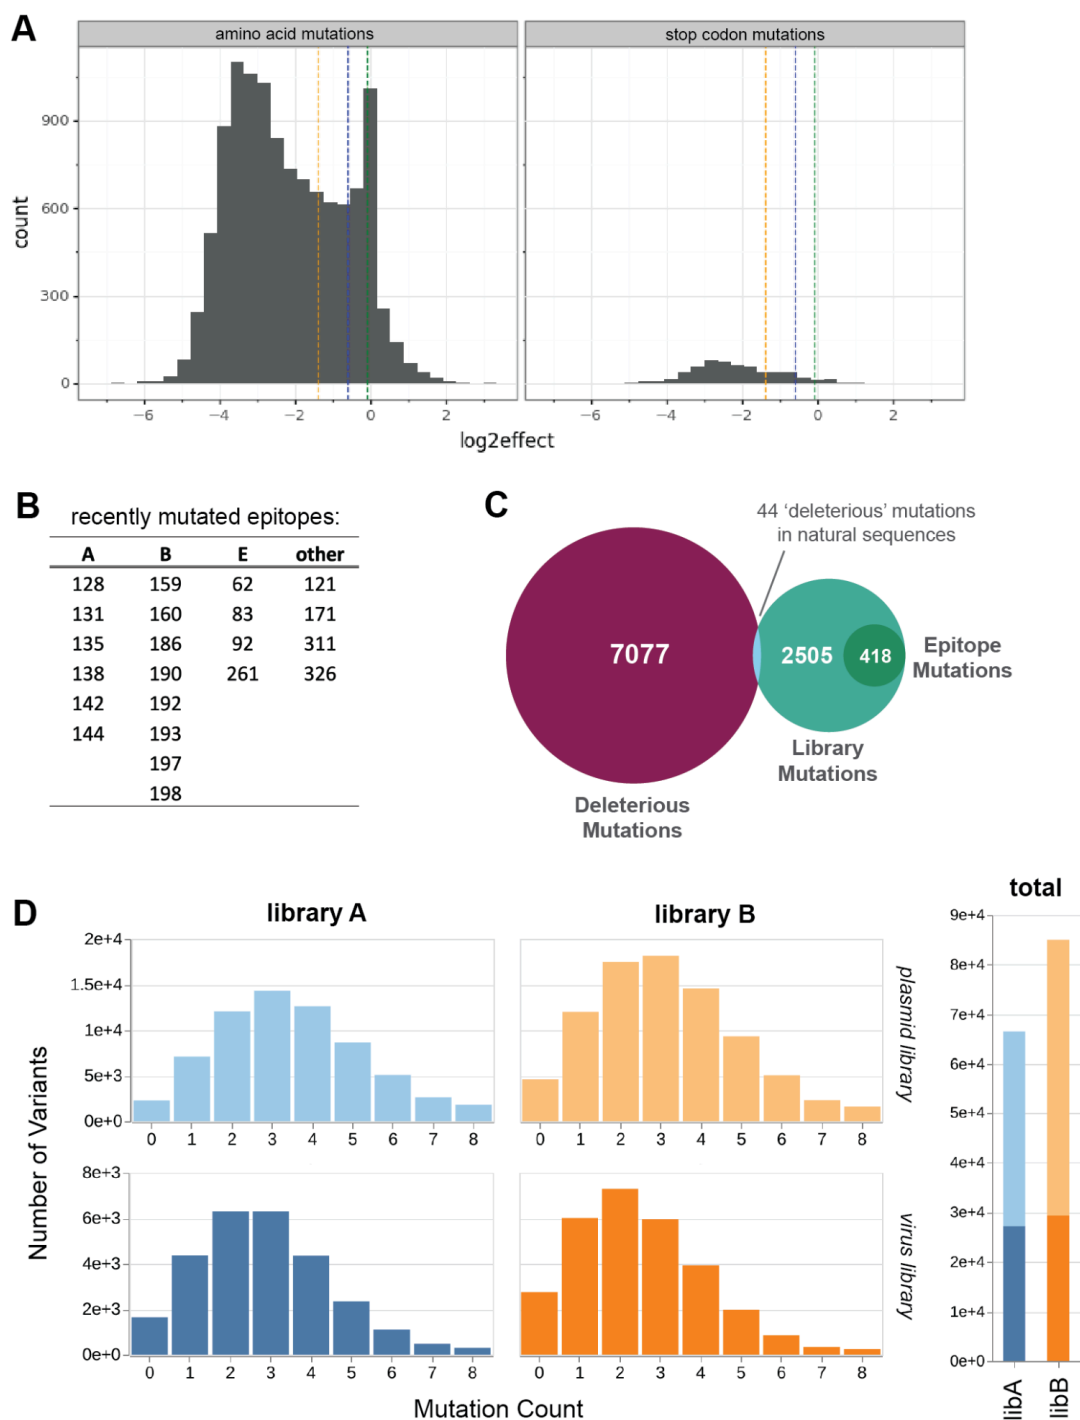 A
amino acid mutations
stop codon mutations
count
900
600
300
0
−6 −4 −2 0 2
−6 −4 −2 0 2
log2effect
B
recently mutated epitopes:
A B E other
128 159 62 121
131 160 83 171
135 186 92 311
138 190 261 326
142 192
144 193
197
198
C
44 ‘deleterious’ mutations
in natural sequences
7077
2505
418
Epitope
Mutations
Library
Mutations
Deleterious
Mutations
D
library A
library B
total
Number of Variants
2e+4
1.5e+4
1e+4
5e+3
0e+0
0 1 2 3 4 5 6 7 8
0 1 2 3 4 5 6 7 8
plasmid library
8e+3
6e+3
4e+3
2e+3
0e+0
0 1 2 3 4 5 6 7 8
0 1 2 3 4 5 6 7 8
virus library
Mutation Count
9e+4
8e+4
7e+4
6e+4
5e+4
4e+4
3e+4
2e+4
1e+4
0e+0
libA
libB